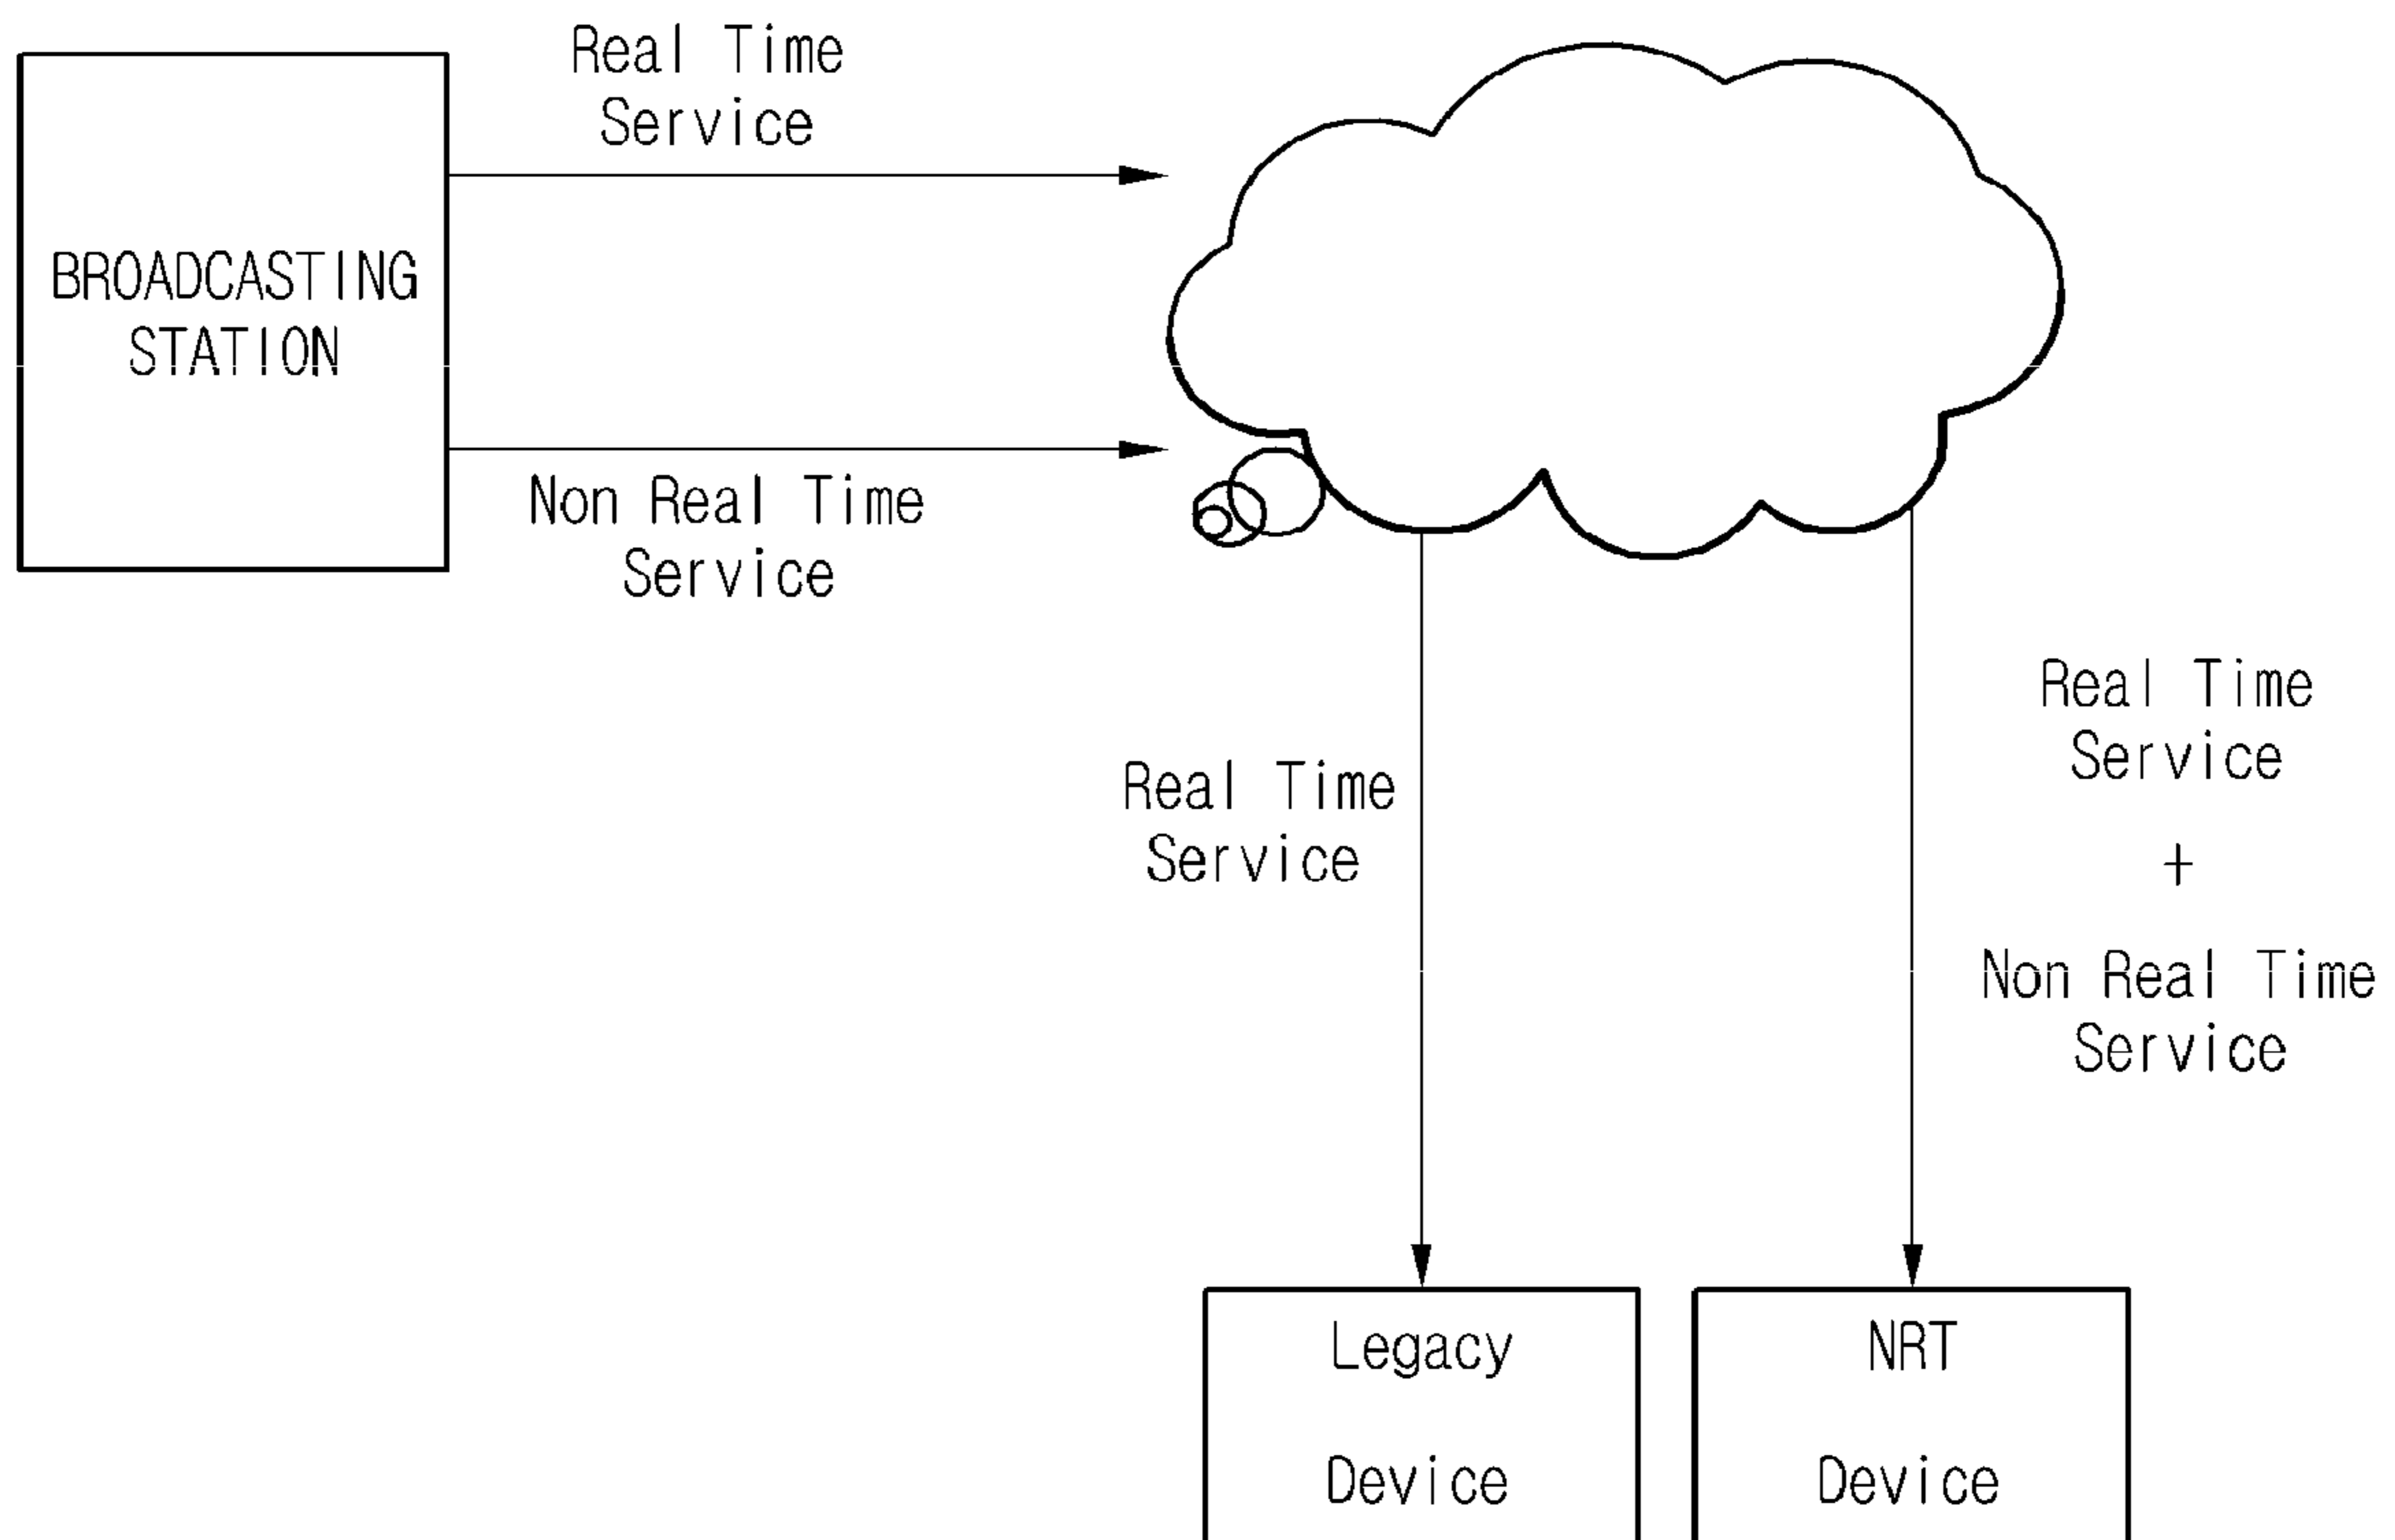 Real Time
Service
BROADCASTING
STATION
Non Real Time
Service
Real Time
Service
Real Time
Service
+
Non Real Time
Service
Legacy
Device
NRT
Device